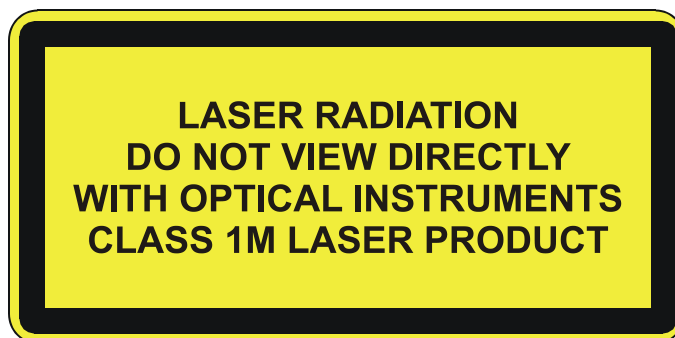 LASER RADIATION
DO NOT VIEW DIRECTLY
WITH OPTICAL INSTRUMENTS
CLASS 1M LASER PRODUCT